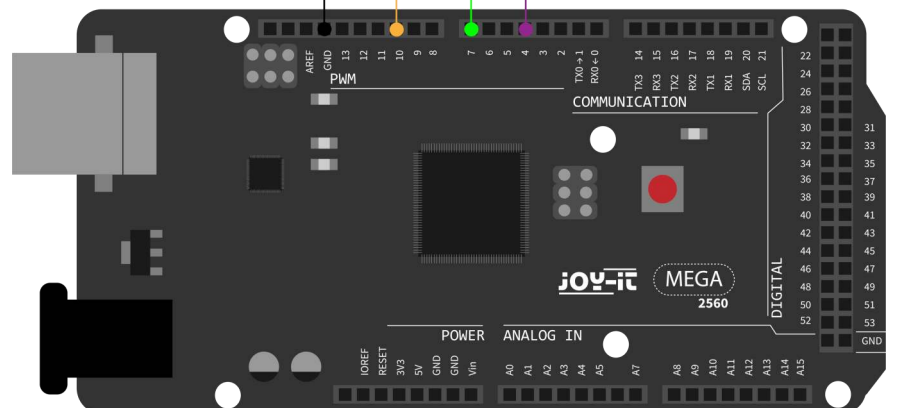 AREF GND 13 12 11 10 9 8 7 6 5 4 3 2 TX0→1 RX0←0
TX3 14 RX3 15 TX2 16 RX2 17 TX1 18 RX1 19 SDA 20 SCL 21
PWM
COMMUNICATION
22
24
26
28
30 31
32 33
34 35
36 37
38 39
40 41
42 43
44 45
46 47
48 49
50 51
52 53
GND
DIGITAL
JOY-iT MEGA
2560
POWER ANALOG IN
IOREF RESET 3V3 5V GND GND Vin A0 A1 A2 A3 A4 A5 A7 A8 A9 A10 A11 A12 A13 A14 A15